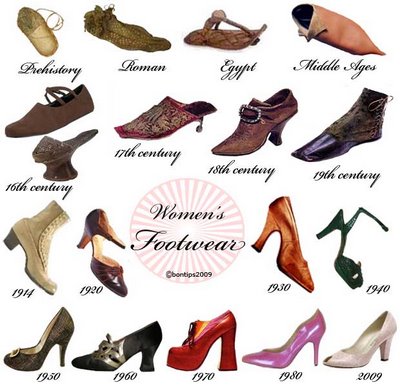 Prehistory
Roman
Egypt
Middle Ages
16th century
17th century
18th century
19th century
Women's
Footwear
©bontips2009
1914
1920
1930
1940
1950
1960
1970
1980
2009